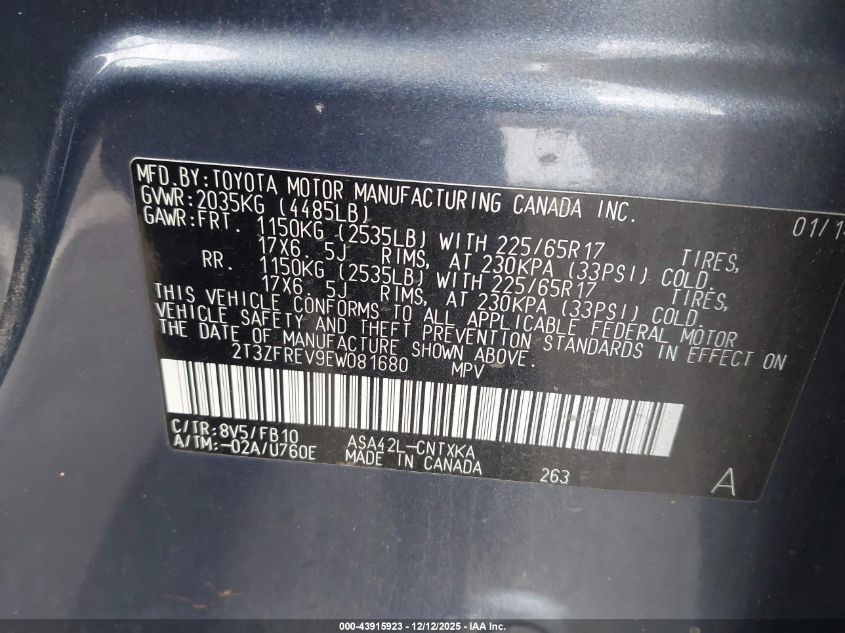 MFD.BY:TOYOTA MOTOR MANUFACTURING CANADA INC.
GVWR:2035KG (4485LB) 01/1
GAWR:FRT. 1150KG (2535LB) WITH 225/65R17 TIRES,
17X6. 5J RIMS, AT 230KPA (33PSI) COLD.
RR. 1150KG (2535LB) WITH 225/65R17 TIRES,
17X6. 5J RIMS, AT 230KPA (33PSI) COLD.
THIS VEHICLE CONFORMS TO ALL APPLICABLE FEDERAL MOTOR
VEHICLE SAFETY AND THEFT PREVENTION STANDARDS IN EFFECT ON
THE DATE OF MANUFACTURE SHOWN ABOVE.
2T3ZFREV9EW081680 MPV
C/TR:8V5/FB10 ASA42L-CNTXKA
A/TM:-02A/U760E MADE IN CANADA 263 A
000-43915923 - 12/12/2025 - IAA Inc.